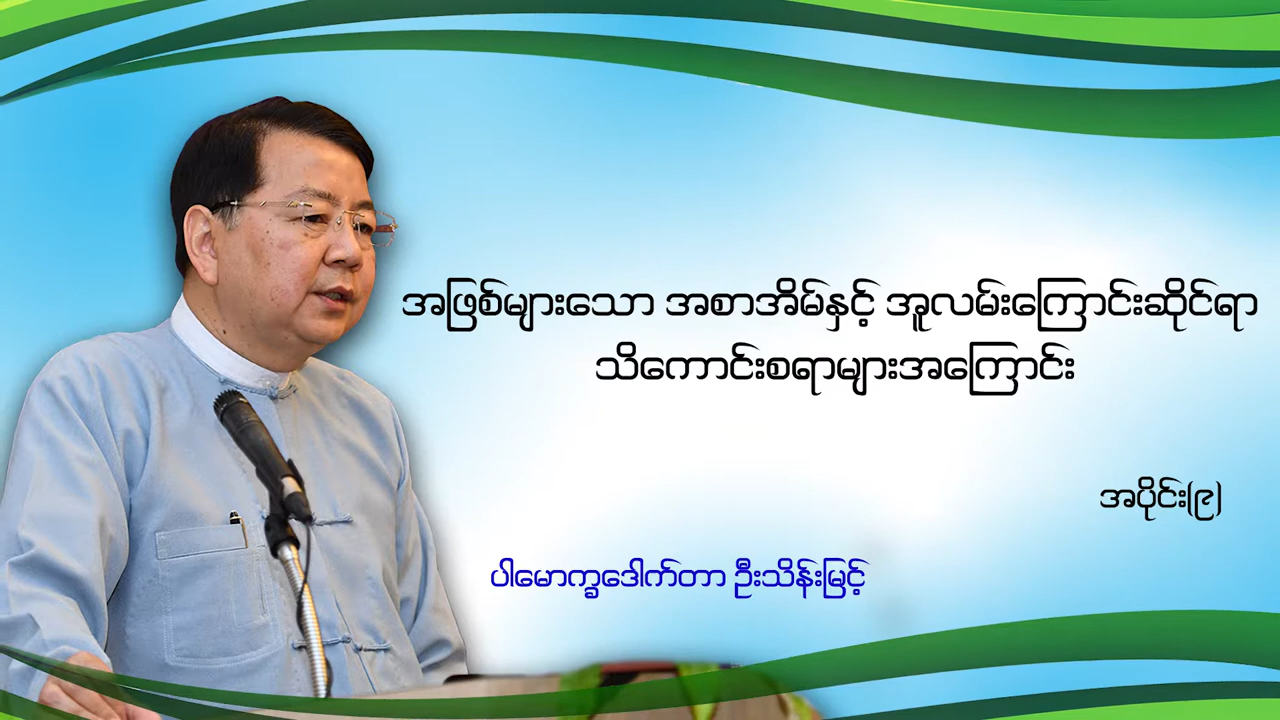 အဖြစ်များသော အစာအိမ်နှင့် အူလမ်းကြောင်းဆိုင်ရာ
သိကောင်းစရာများအကြောင်း
အပိုင်း(၉)
ပါမောက္ခဒေါက်တာ ဦးသိန်းမြင့်